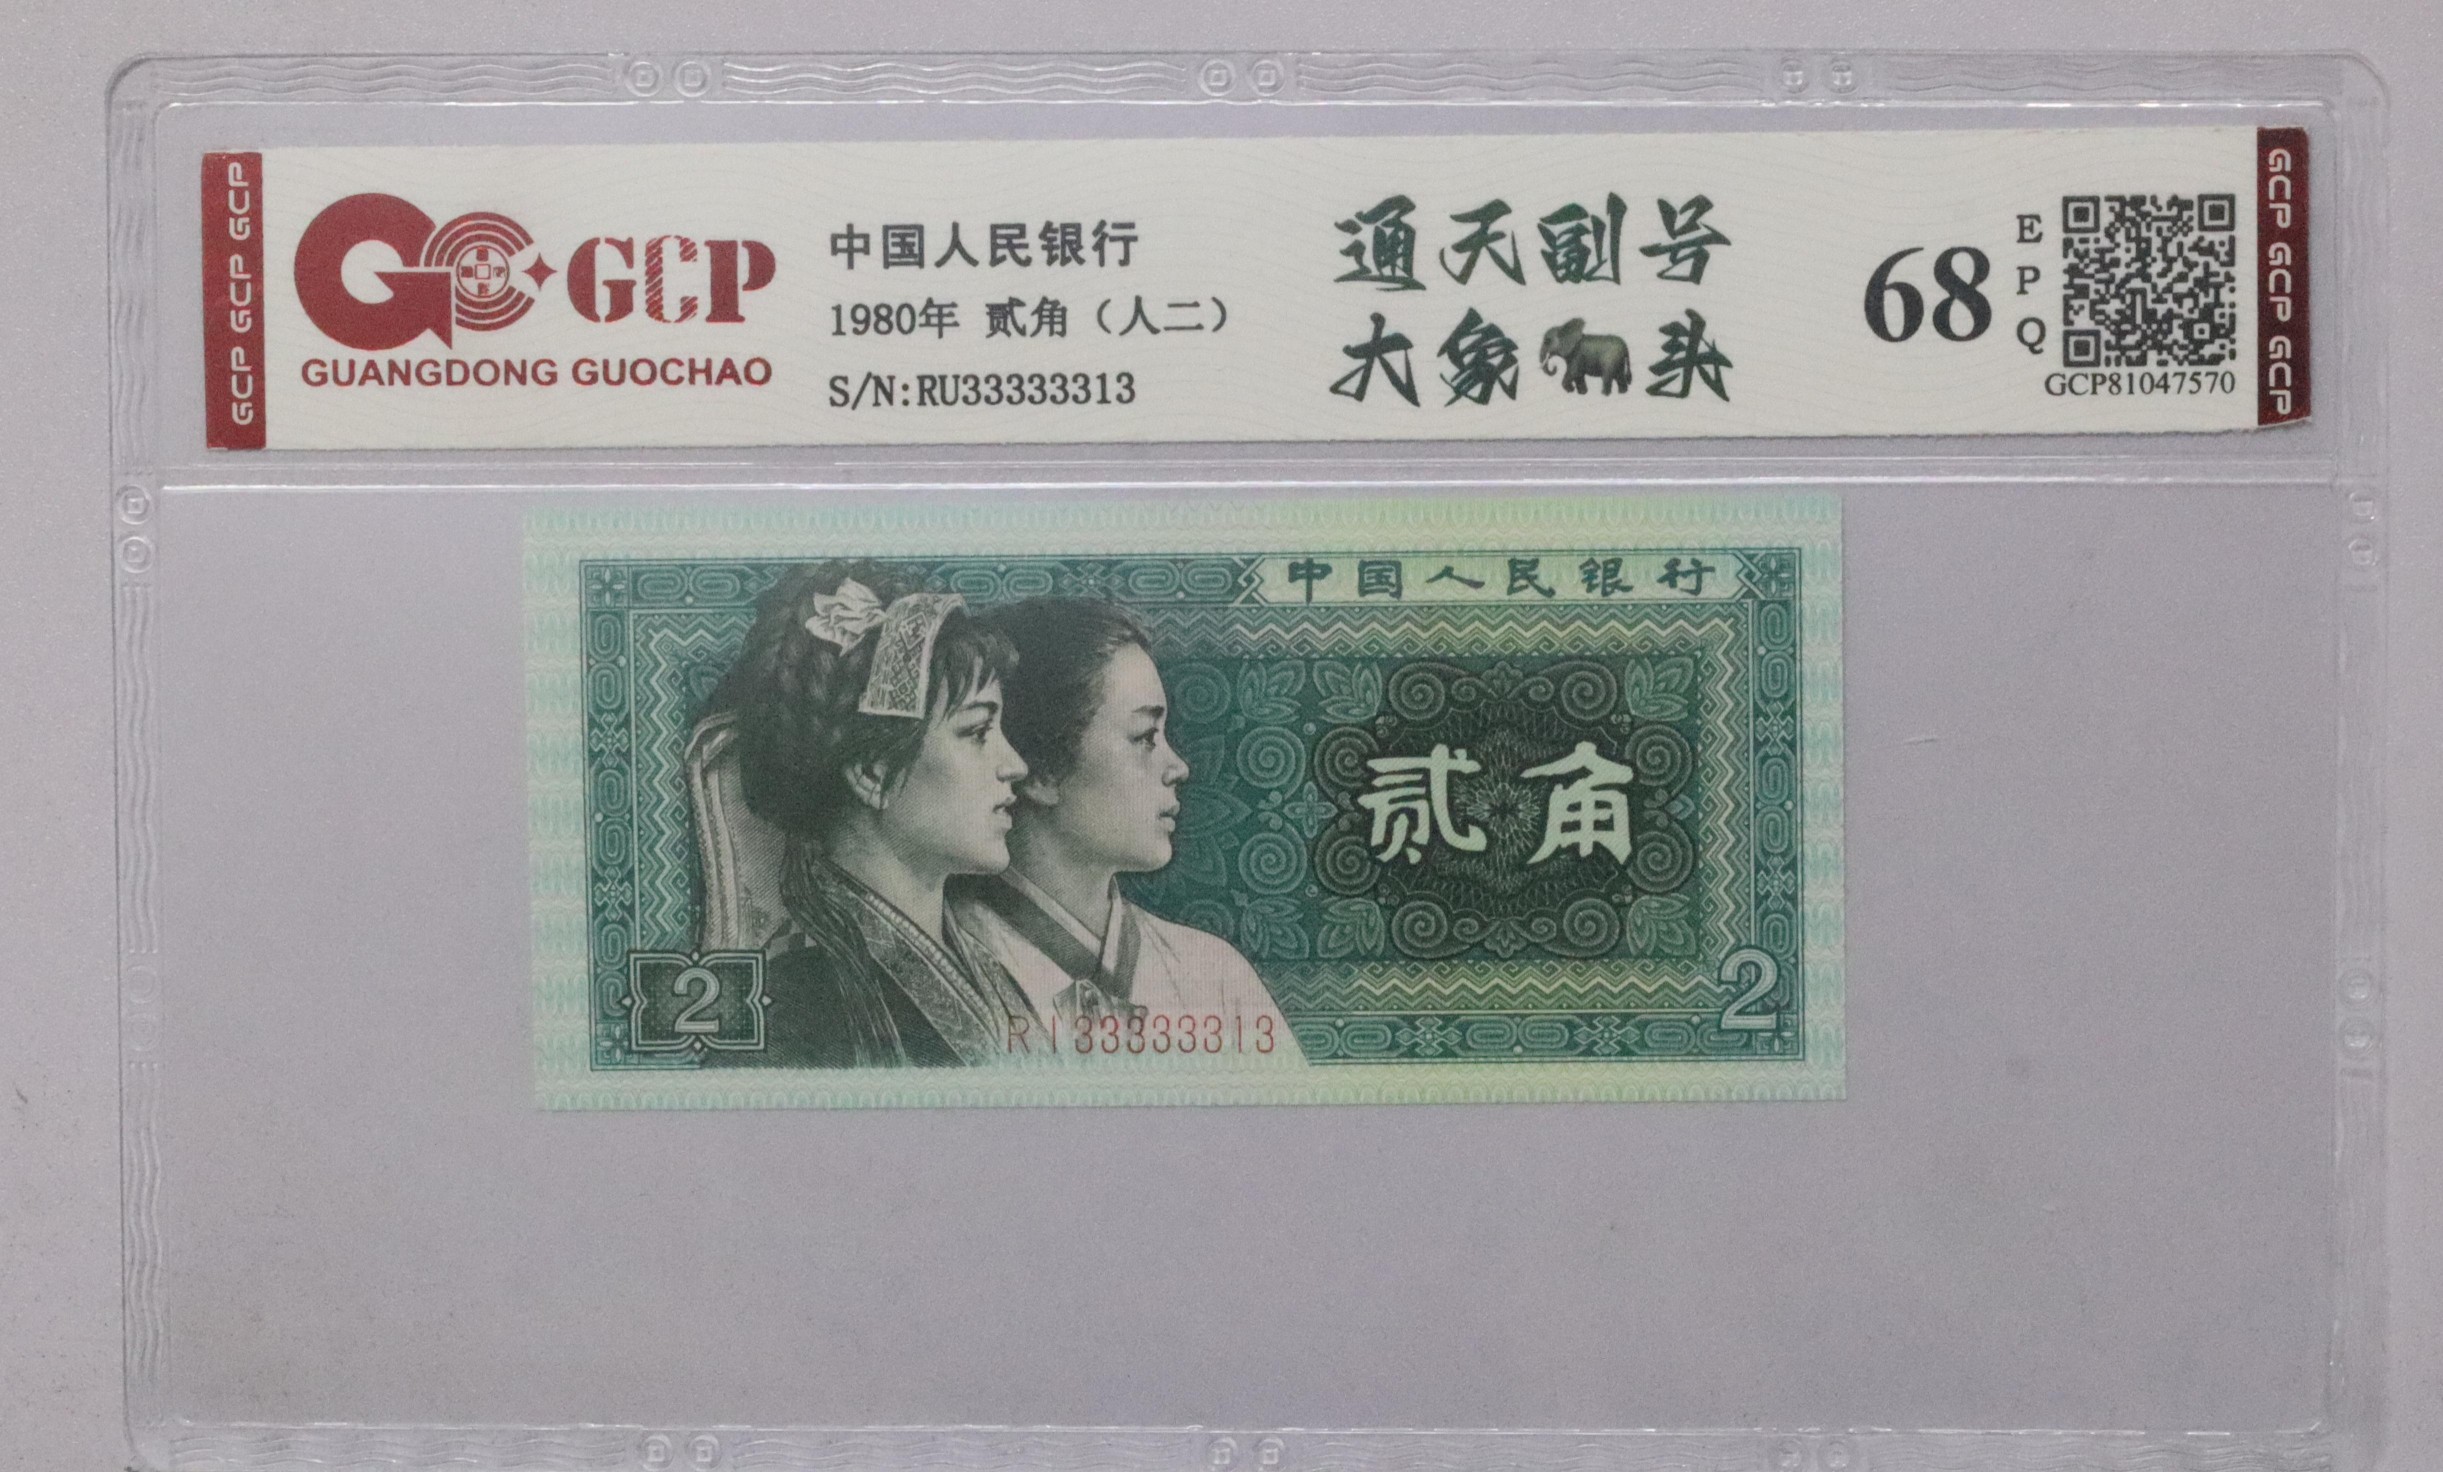 GCP GCP GCP
GCP
GUANGDONG GUOCHAO
中国人民银行
1980年 贰角（人二）
S/N:RU33333313
通天副号
大象头
68
EPQ
GCP81047570
GCP GCP GCP
中国人民银行
贰角
2
2
RI33333313